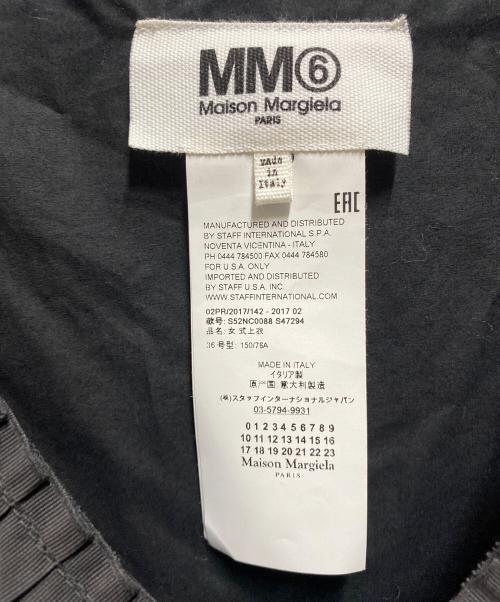 MM⑥
Maison Margiela
PARIS
made
in
Italy
EAC
MANUFACTURED AND DISTRIBUTED
BY STAFF INTERNATIONAL S.P.A.
NOVENTA VICENTINA - ITALY
PH 0444 784500 FAX 0444 784580
FOR U.S.A. ONLY
IMPORTED AND DISTRIBUTED
BY STAFF U.S.A. INC.
WWW.STAFFINTERNATIONAL.COM
02PR/2017/142 - 2017 02
款号: S52NC0088 S47294
品名: 女 式上衣
36 号型: 150/76A
MADE IN ITALY
イタリア製
原产国: 意大利製造
(株)スタッフインターナショナルジャパン
03-5794-9931
0 1 2 3 4 5 6 7 8 9
10 11 12 13 14 15 16
17 18 19 20 21 22 23
Maison Margiela
PARIS